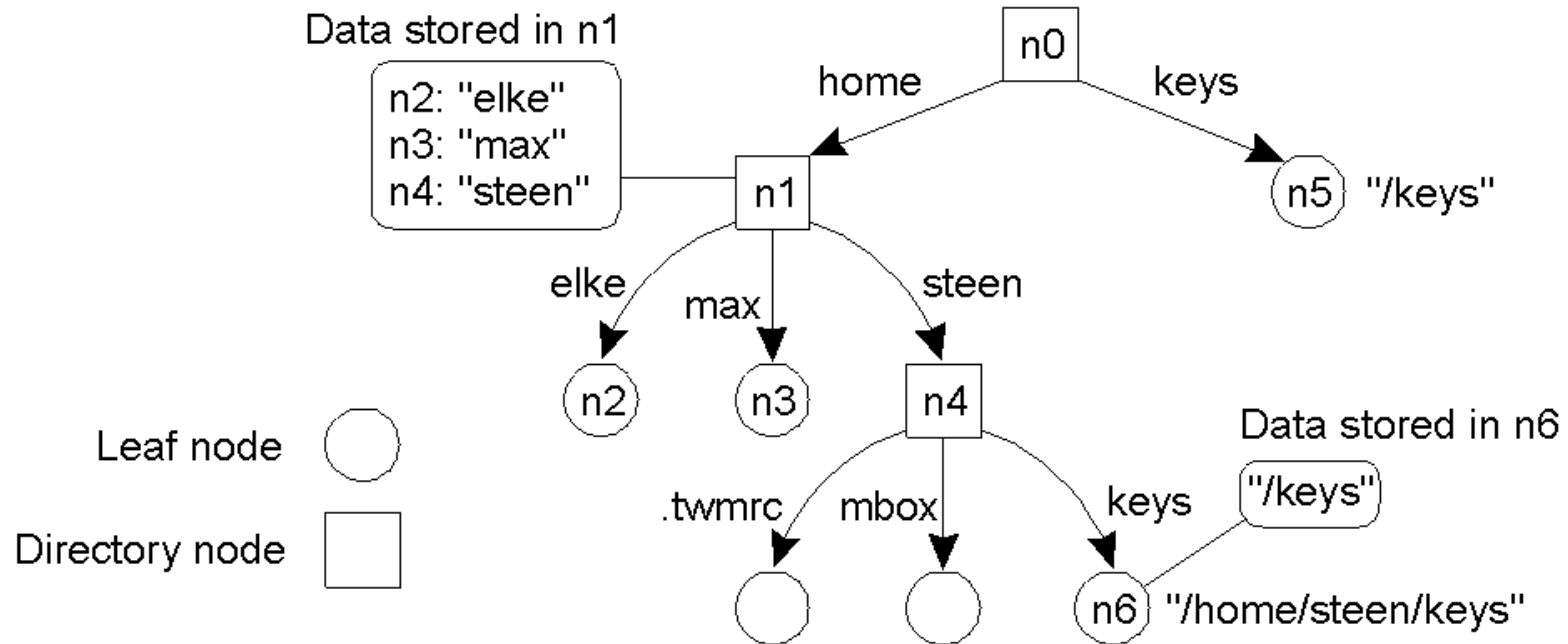 Data stored in n1
n0
n2: "elke"
n3: "max"
n4: "steen"
home
keys
n1
n5
"/keys"
elke
max
steen
n2
n3
n4
Leaf node
Data stored in n6
"/keys"
.twmrc
mbox
keys
Directory node
n6
"/home/steen/keys"